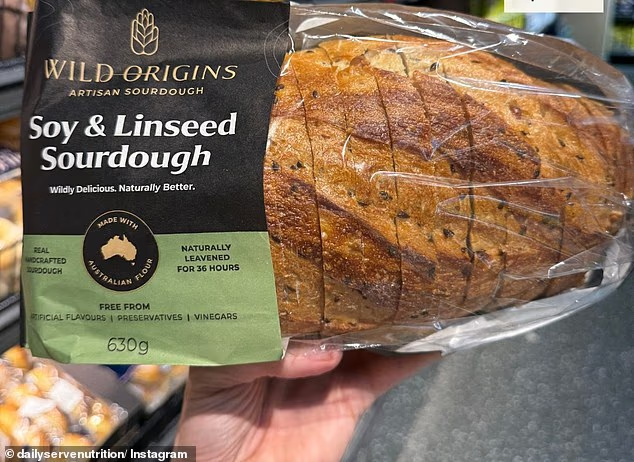 WILD ORIGINS
ARTISAN SOURDOUGH
Soy & Linseed
Sourdough
Wildly Delicious. Naturally Better.
MADE WITH
AUSTRALIAN FLOUR
REAL
HANDCRAFTED
SOURDOUGH
NATURALLY
LEAVENED
FOR 36 HOURS
FREE FROM
ARTIFICIAL FLAVOURS | PRESERVATIVES | VINEGARS
630g
© dailyservenutrition/ Instagram